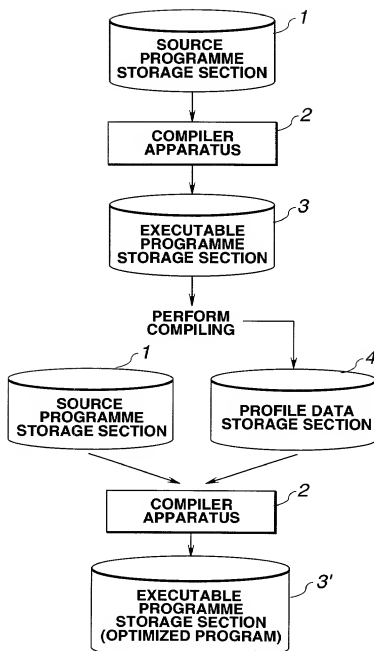 1
SOURCE
PROGRAMME
STORAGE SECTION
2
COMPILER
APPARATUS
3
EXECUTABLE
PROGRAMME
STORAGE SECTION
PERFORM
COMPILING
1
SOURCE
PROGRAMME
STORAGE SECTION
4
PROFILE DATA
STORAGE SECTION
2
COMPILER
APPARATUS
3'
EXECUTABLE
PROGRAMME
STORAGE SECTION
(OPTIMIZED PROGRAM)